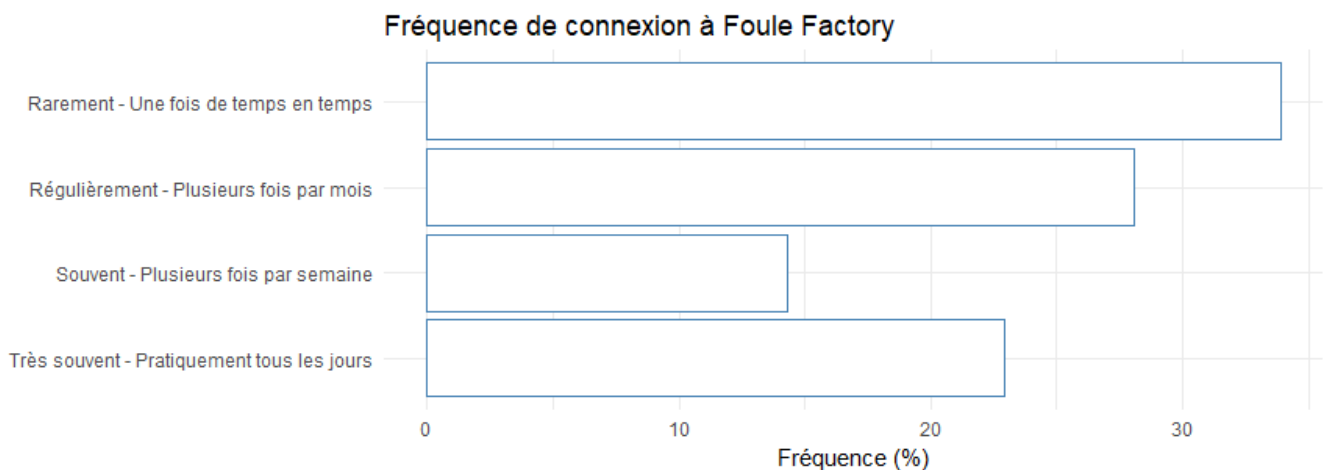 Fréquence de connexion à Foule Factory
Rarement - Une fois de temps en temps
Régulièrement - Plusieurs fois par mois
Souvent - Plusieurs fois par semaine
Très souvent - Pratiquement tous les jours
0 10 20 30
Fréquence (%)